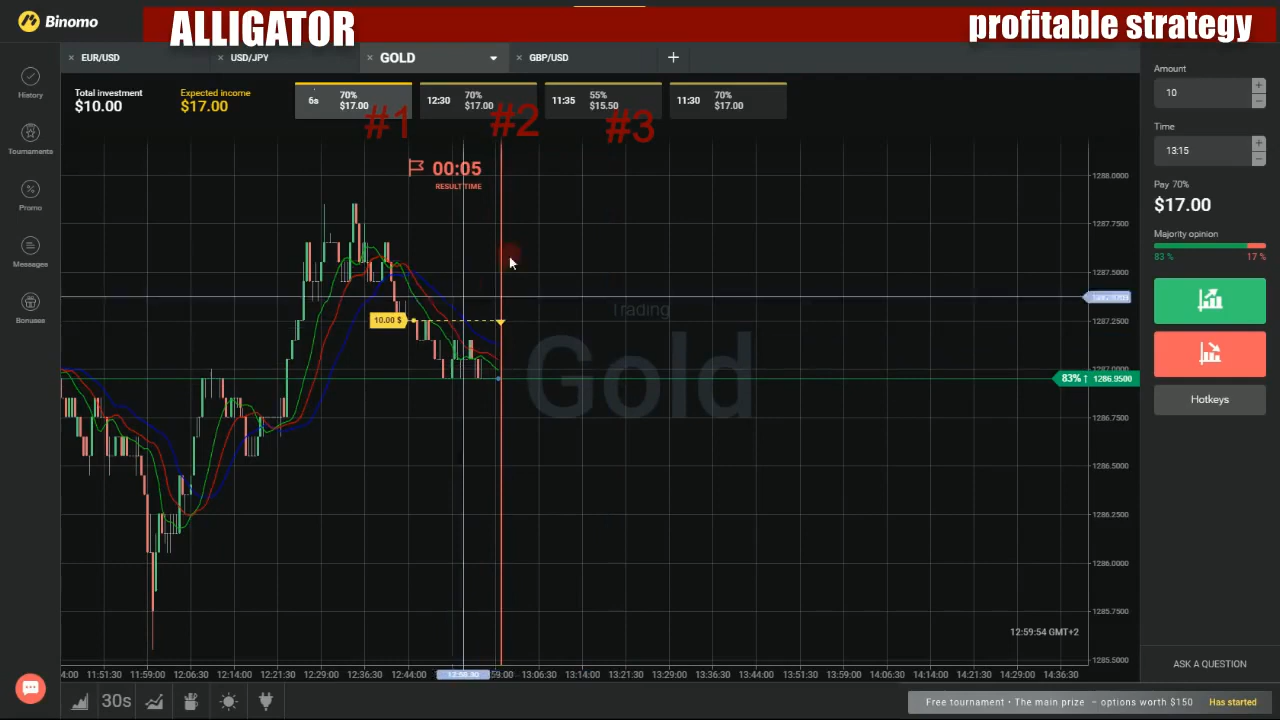 Binomo
ALLIGATOR
profitable strategy
EUR/USD
USD/JPY
GOLD
GBP/USD
History
Tournaments
Promo
Messages
Bonuses
Total investment
$10.00
Expected income
$17.00
6s
70%
$17.00
12:30
70%
$17.00
11:35
55%
$15.50
11:30
70%
$17.00
#1
#2
#3
00:05
RESULT TIME
10.00 $
Trading
Gold
1288.0000
1287.7500
1287.5000
1287.2500
1287.0000
83% ↑ 1286.9500
1286.7500
1286.5000
1286.2500
1286.0000
1285.7500
1285.5000
12:59:54 GMT+2
4:00 11:51:30 11:59:00 12:06:30 12:14:00 12:21:30 12:29:00 12:36:30 12:44:00 59:00 13:06:30 13:14:00 13:21:30 13:29:00 13:36:30 13:44:00 13:51:30 13:59:00 14:06:30 14:14:00 14:21:30 14:29:00 14:36:30
Amount
10
Time
13:15
Pay 70%
$17.00
Majority opinion
83 % 17 %
Hotkeys
ASK A QUESTION
30s
Free tournament • The main prize – options worth $150 Has started